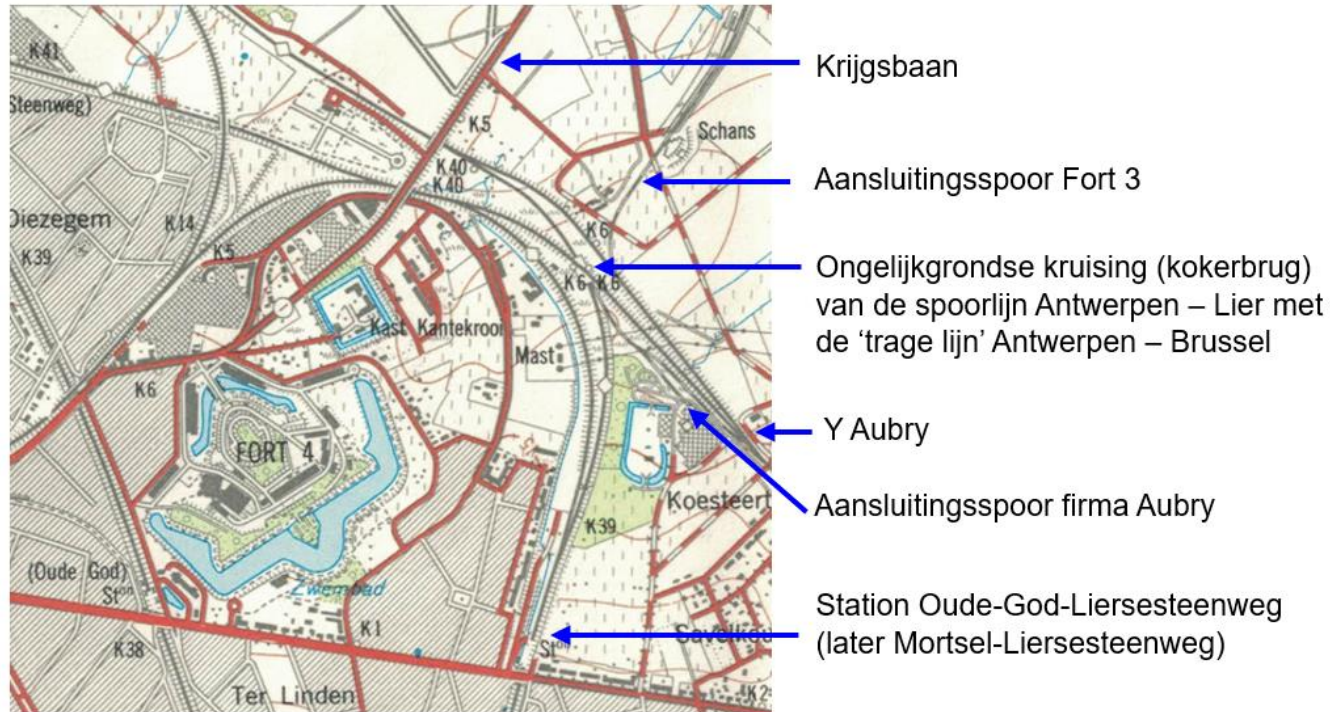 K41
Steenweg)
K5
Schans
K40
K40
Diezegem
K14
K39
K5
K6
K6 K6
Kast Kantekroon
Mast
K6
FORT 4
Koesteert
K39
(Oude God)
Ston
Zwembad
K1
K38
Ston
Savelkou
Ter Linden
K2
Krijgsbaan
Aansluitingsspoor Fort 3
Ongelijkgrondse kruising (kokerbrug)
van de spoorlijn Antwerpen – Lier met
de ‘trage lijn’ Antwerpen – Brussel
Y Aubry
Aansluitingsspoor firma Aubry
Station Oude-God-Liersesteenweg
(later Mortsel-Liersesteenweg)